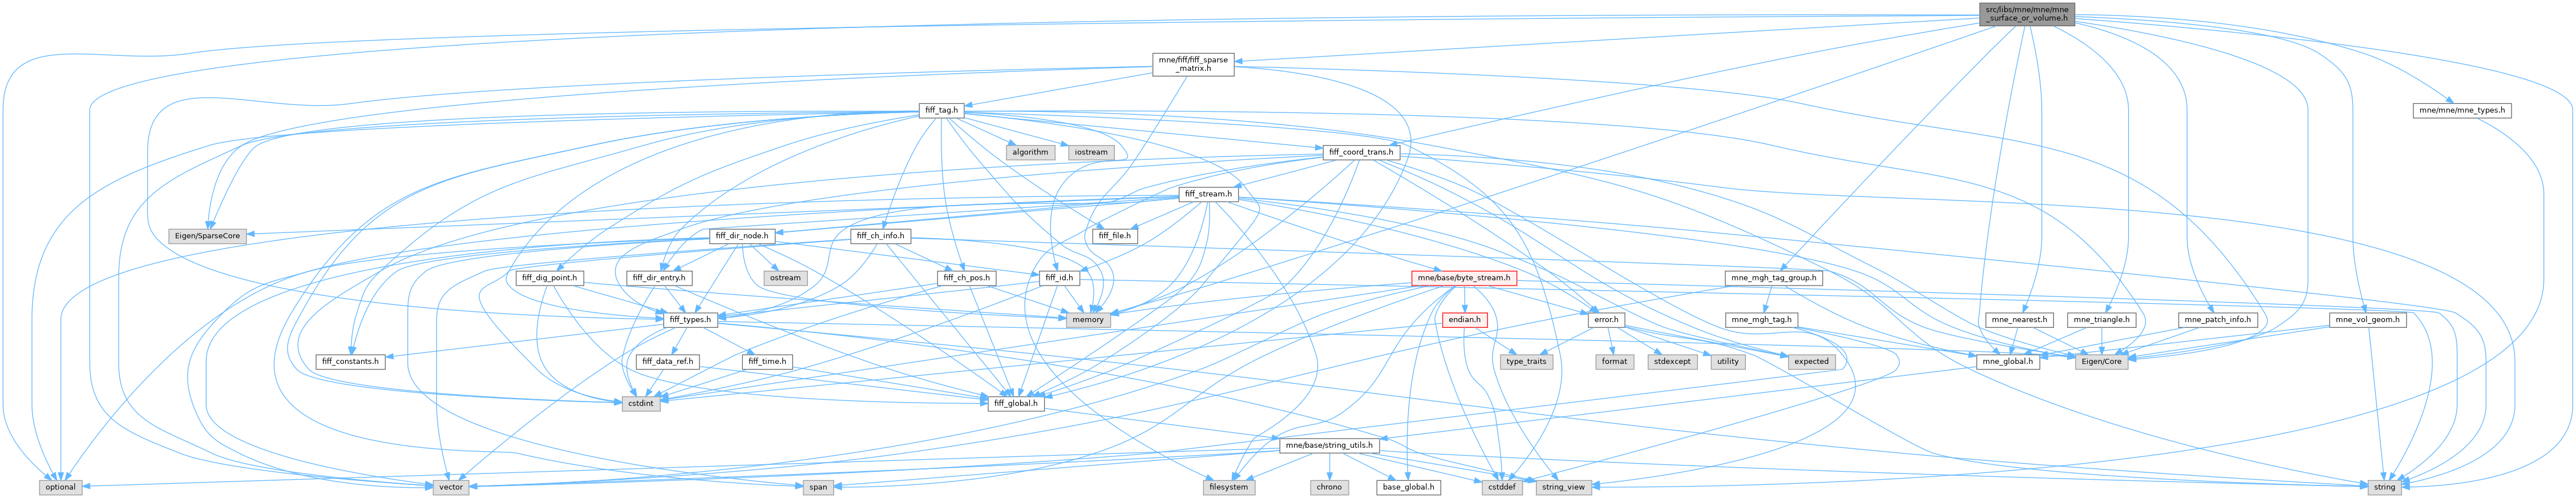 src/libs/mne/mne/mne
_surface_or_volume.h
mne/fiff/fiff_sparse
_matrix.h
fiff_tag.h
mne/mne/mne_types.h
algorithm
iostream
fiff_coord_trans.h
fiff_stream.h
Eigen/SparseCore
fiff_dir_node.h
fiff_ch_info.h
fiff_file.h
fiff_dig_point.h
fiff_dir_entry.h
ostream
fiff_ch_pos.h
fiff_id.h
mne/base/byte_stream.h
mne_mgh_tag_group.h
fiff_types.h
memory
endian.h
error.h
mne_mgh_tag.h
mne_nearest.h
mne_triangle.h
mne_patch_info.h
mne_vol_geom.h
fiff_constants.h
fiff_data_ref.h
fiff_time.h
type_traits
format
stdexcept
utility
expected
mne_global.h
Eigen/Core
cstdint
fiff_global.h
mne/base/string_utils.h
optional
vector
span
filesystem
chrono
base_global.h
cstddef
string_view
string